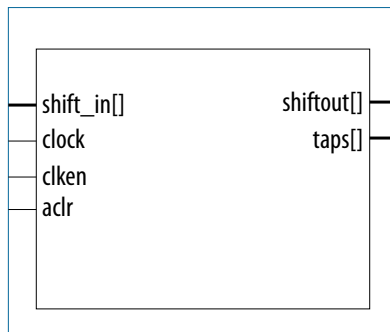 shift_in[]
clock
clken
aclr
shiftout[]
taps[]